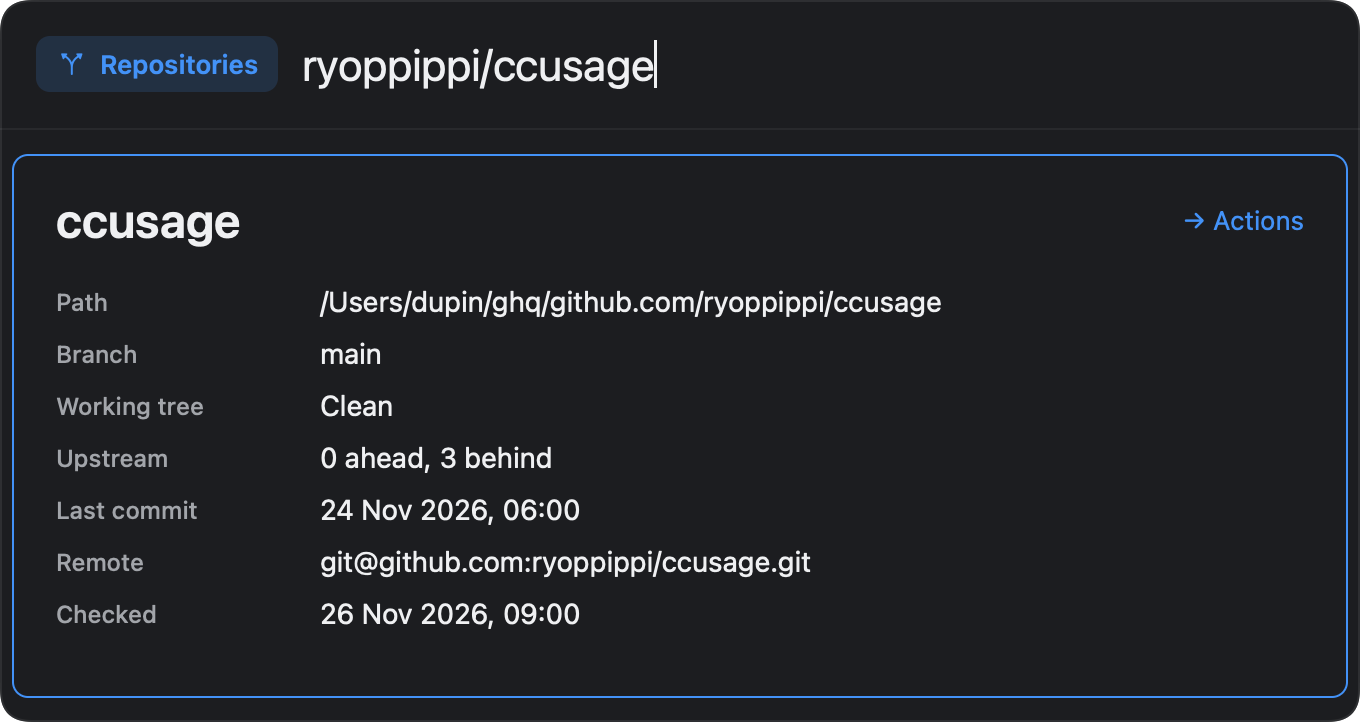 Repositories ryoppippi/ccusage
ccusage
→ Actions
Path /Users/dupin/ghq/github.com/ryoppippi/ccusage
Branch main
Working tree Clean
Upstream 0 ahead, 3 behind
Last commit 24 Nov 2026, 06:00
Remote git@github.com:ryoppippi/ccusage.git
Checked 26 Nov 2026, 09:00